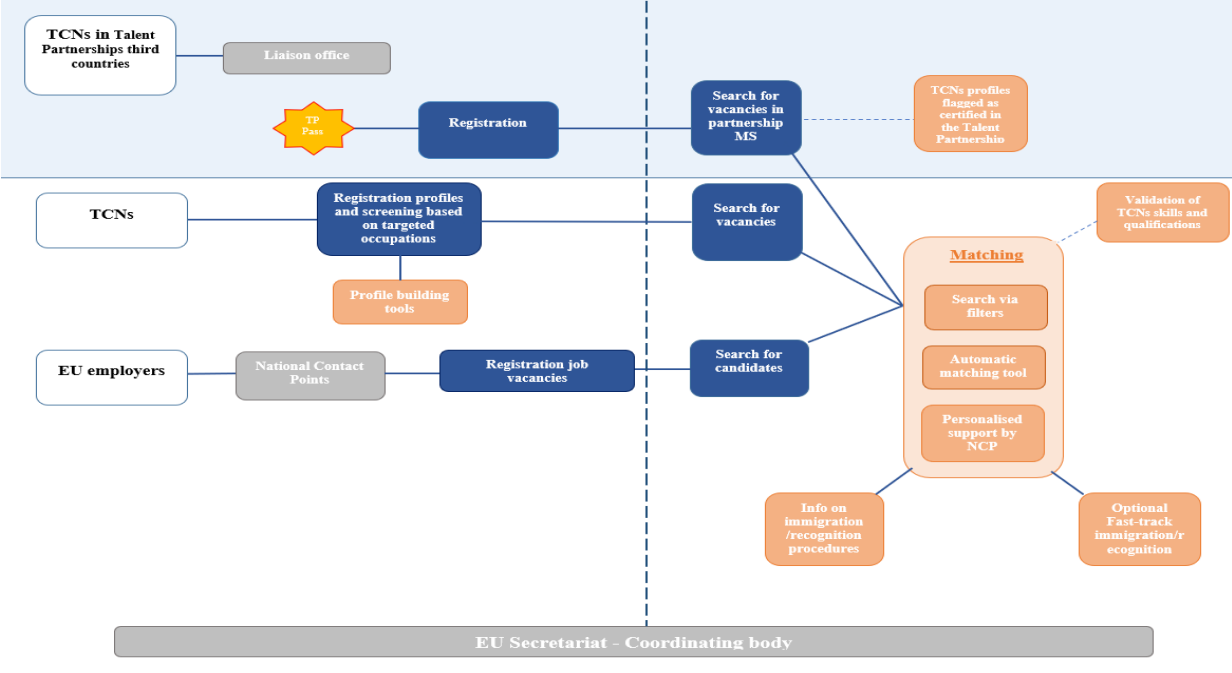 TCNs in Talent
Partnerships third
countries
Liaison office
TP
Pass
Registration
Search for
vacancies in
partnership
MS
TCNs profiles
flagged as
certified in
the Talent
Partnership
TCNs
Registration profiles
and screening based
on targeted
occupations
Search for
vacancies
Validation of
TCNs skills and
qualifications
Profile building
tools
Matching
Search via
filters
Automatic
matching tool
Personalised
support by
NCP
EU employers
National Contact
Points
Registration job
vacancies
Search for
candidates
Info on
immigration
/recognition
procedures
Optional
Fast-track
immigration/r
ecognition
EU Secretariat - Coordinating body